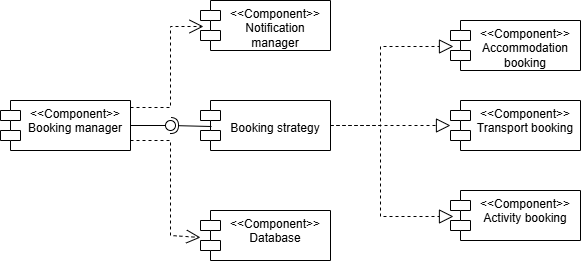 <<Component>>
Notification
manager
<<Component>>
Accommodation
booking
<<Component>>
Booking manager
Booking strategy
<<Component>>
Transport booking
<<Component>>
Database
<<Component>>
Activity booking